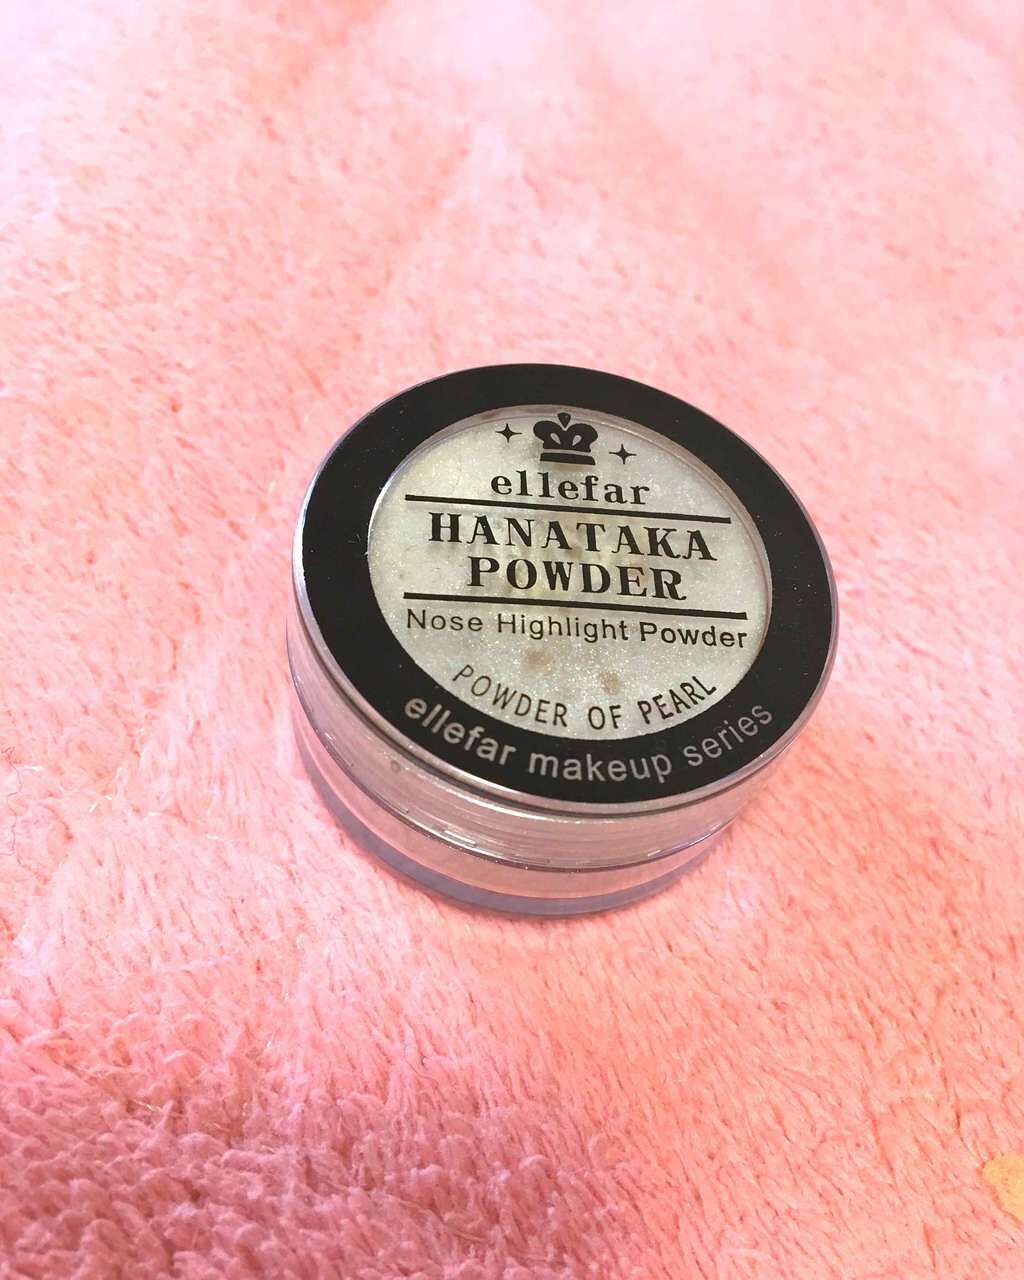 ellefar
HANATAKA
POWDER
Nose Highlight Powder
POWDER OF PEARL
ellefar makeup series